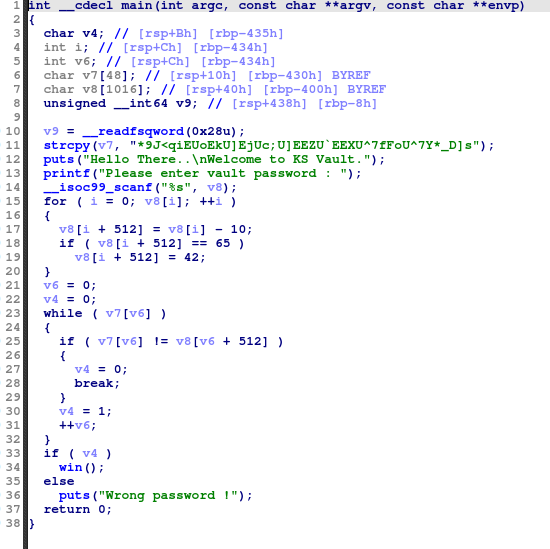 1 int __cdecl main(int argc, const char **argv, const char **envp)
2 {
3 char v4; // [rsp+Bh] [rbp-435h]
4 int i; // [rsp+Ch] [rbp-434h]
5 int v6; // [rsp+Ch] [rbp-434h]
6 char v7[48]; // [rsp+10h] [rbp-430h] BYREF
7 char v8[1016]; // [rsp+40h] [rbp-400h] BYREF
8 unsigned __int64 v9; // [rsp+438h] [rbp-8h]
9
10 v9 = __readfsqword(0x28u);
11 strcpy(v7, "*9J<qiEUoEkU]EjUc;U]EEZU`EEXU^7fFoU^7Y*_D]s");
12 puts("Hello There..\nWelcome to KS Vault.");
13 printf("Please enter vault password : ");
14 __isoc99_scanf("%s", v8);
15 for ( i = 0; v8[i]; ++i )
16 {
17 v8[i + 512] = v8[i] - 10;
18 if ( v8[i + 512] == 65 )
19 v8[i + 512] = 42;
20 }
21 v6 = 0;
22 v4 = 0;
23 while ( v7[v6] )
24 {
25 if ( v7[v6] != v8[v6 + 512] )
26 {
27 v4 = 0;
28 break;
29 }
30 v4 = 1;
31 ++v6;
32 }
33 if ( v4 )
34 win();
35 else
36 puts("Wrong password !");
37 return 0;
38 }